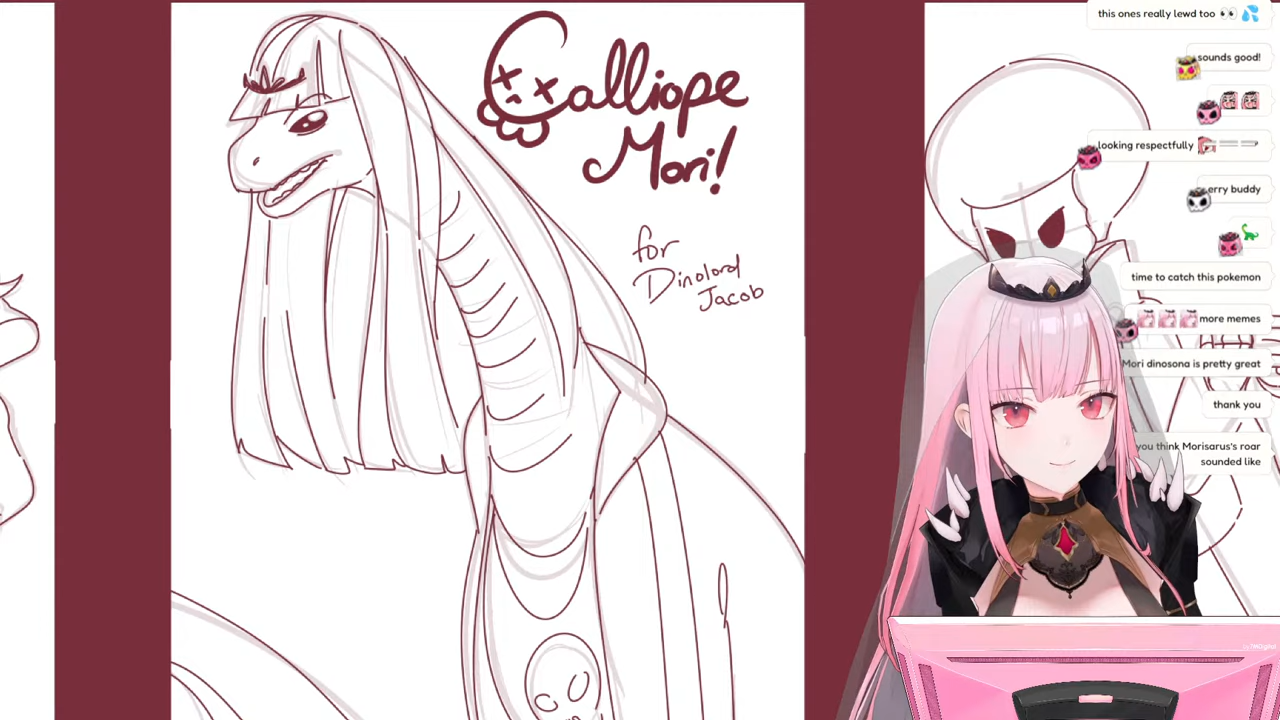 Calliope
Mori!
for
Dinolord
Jacob
this ones really lewd too 👀 💦
sounds good!
looking respectfully
erry buddy
time to catch this pokemon
more memes
Mori dinosona is pretty great
thank you
you think Morisarus's roar
sounded like